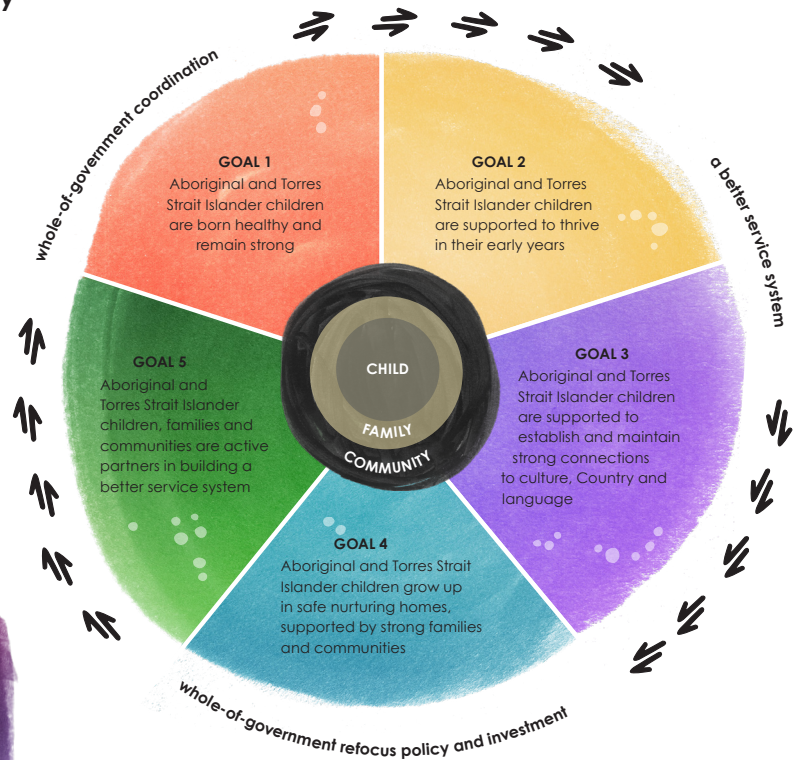 whole-of-government coordination
GOAL 1
Aboriginal and Torres
Strait Islander children
are born healthy and
remain strong
GOAL 2
Aboriginal and Torres
Strait Islander children
are supported to thrive
in their early years
a better service system
GOAL 3
Aboriginal and Torres
Strait Islander children
are supported to
establish and maintain
strong connections
to culture, Country and
language
GOAL 4
Aboriginal and Torres Strait
Islander children grow up
in safe nurturing homes,
supported by strong families
and communities
GOAL 5
Aboriginal and
Torres Strait Islander
children, families and
communities are active
partners in building a
better service system
CHILD
FAMILY
COMMUNITY
whole-of-government refocus policy and investment